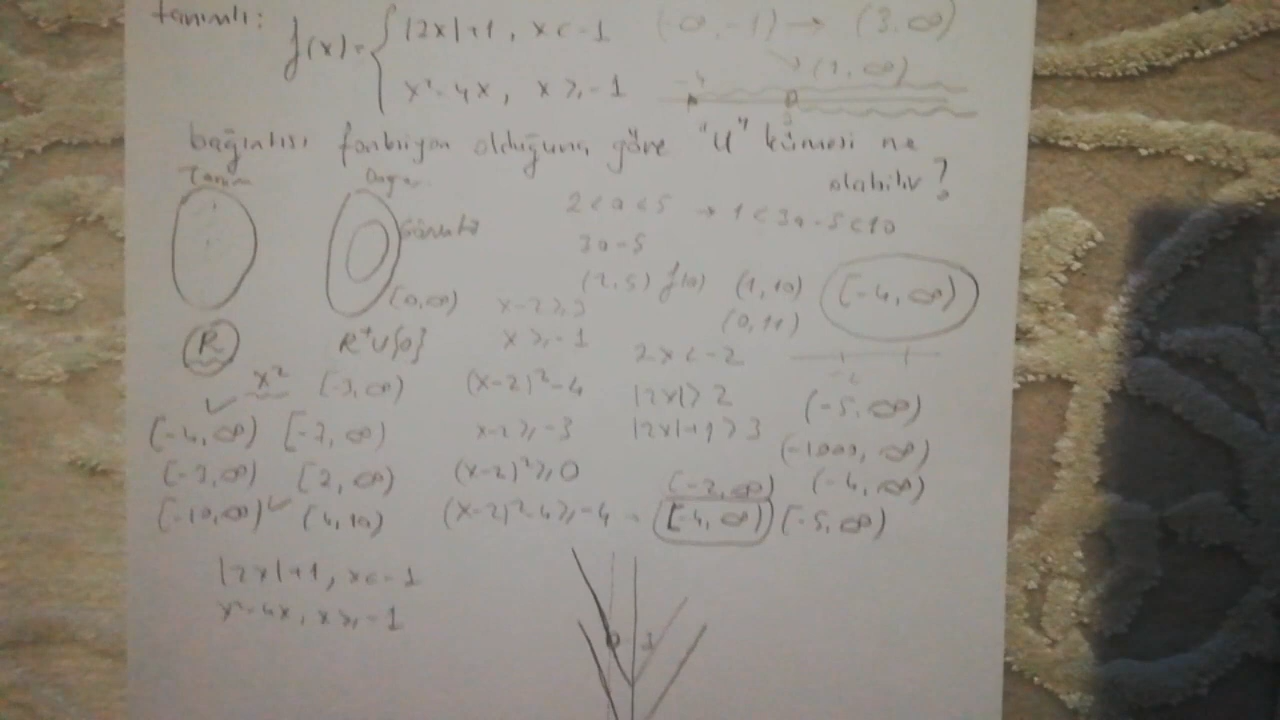 tanımlı: f(x) = { |2x|+1, x < -1 (-∞, -1) → (3, ∞)
→ (1, ∞)
x² - 4x, x ≥ -1
-4
bağıntısı fonksiyon olduğuna göre "U" kümesi ne
olabilir?
Tanım
2 < a < 5 → 1 < 3a - 5 < 10
Görüntü
3a - 5
(2, 5) f(a) (1, 10) [-4, ∞)
[0, ∞) (0, 11)
R R⁺ ∪ {0} x ≥ -1
2x < -2
x² [-3, ∞) (x-2)² - 4 |2x| > 2 (-5, ∞)
[-4, ∞) [-7, ∞) x-2 ≥ -3 |2x|+1 > 3 (-1000, ∞)
[2, ∞) (x-2)² ≥ 0 (-4, ∞)
[-2, ∞)
[-10, ∞) (4, 10) (x-2)² - 4 ≥ -4 [-4, ∞) [-5, ∞)
|2x|+1, x < -1
x² - 4x, x ≥ -1